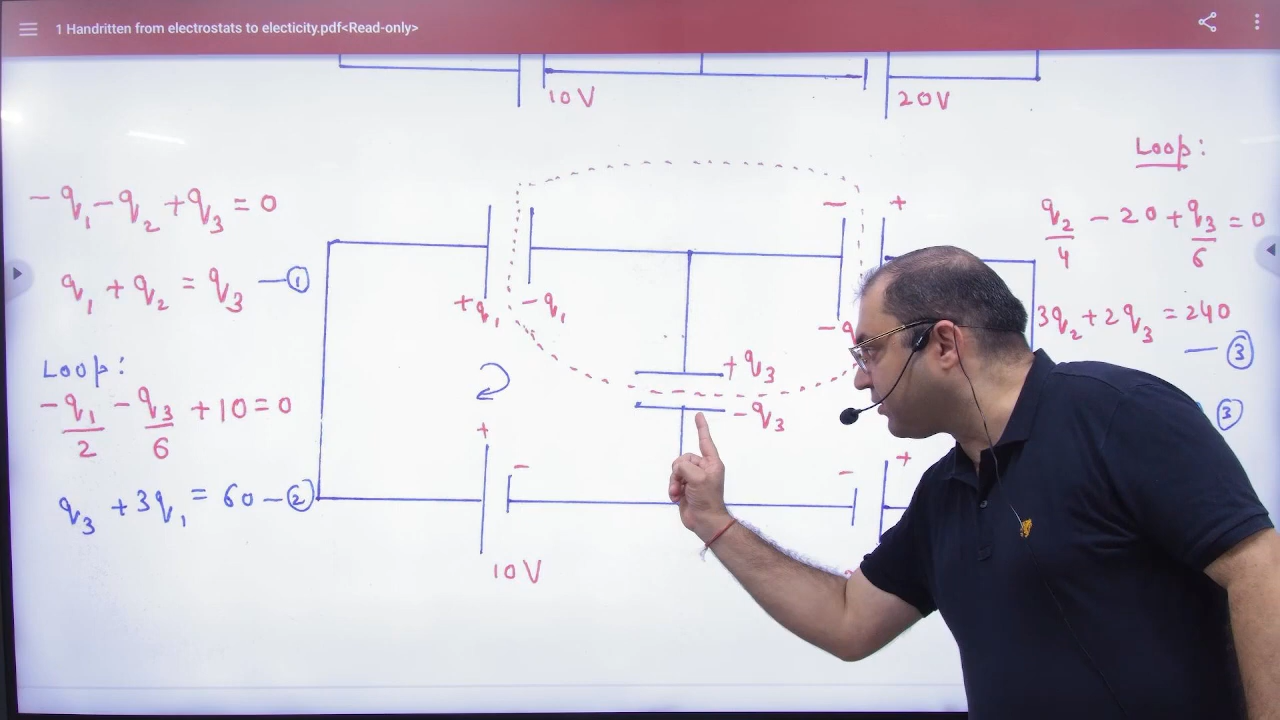 1 Handritten from electrostats to electicity.pdf<Read-only>
10V
20V
-q₁ -q₂ +q₃ = 0
q₁ + q₂ = q₃ —①
Loop:
-q₁/2 - q₃/6 + 10 = 0
q₃ + 3q₁ = 60 —②
+q₁
-q₁
- +
-q
+q₃
-q₃
+ -
- +
10V
Loop:
q₂/4 - 20 + q₃/6 = 0
3q₂ + 2q₃ = 240
—③
③